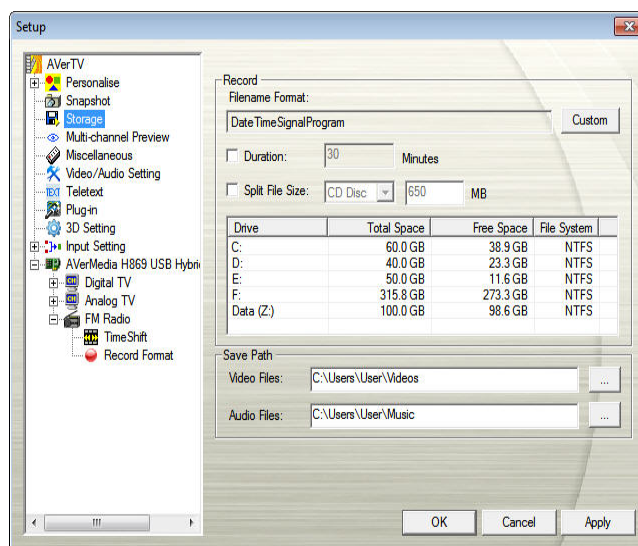 Setup
AVerTV
Personalise
Snapshot
Storage
Multi-channel Preview
Miscellaneous
Video/Audio Setting
TEXT Teletext
Plug-in
3D Setting
Input Setting
AVerMedia H869 USB Hybri
CH Digital TV
CH Analog TV
FM Radio
TimeShift
Record Format
Record
Filename Format:
DateTimeSignalProgram
Custom
Duration: 30 Minutes
Split File Size: CD Disc 650 MB
Drive Total Space Free Space File System
C: 60.0 GB 38.9 GB NTFS
D: 40.0 GB 23.3 GB NTFS
E: 50.0 GB 11.6 GB NTFS
F: 315.8 GB 273.3 GB NTFS
Data (Z:) 100.0 GB 98.6 GB NTFS
Save Path
Video Files: C:\Users\User\Videos ...
Audio Files: C:\Users\User\Music ...
OK Cancel Apply